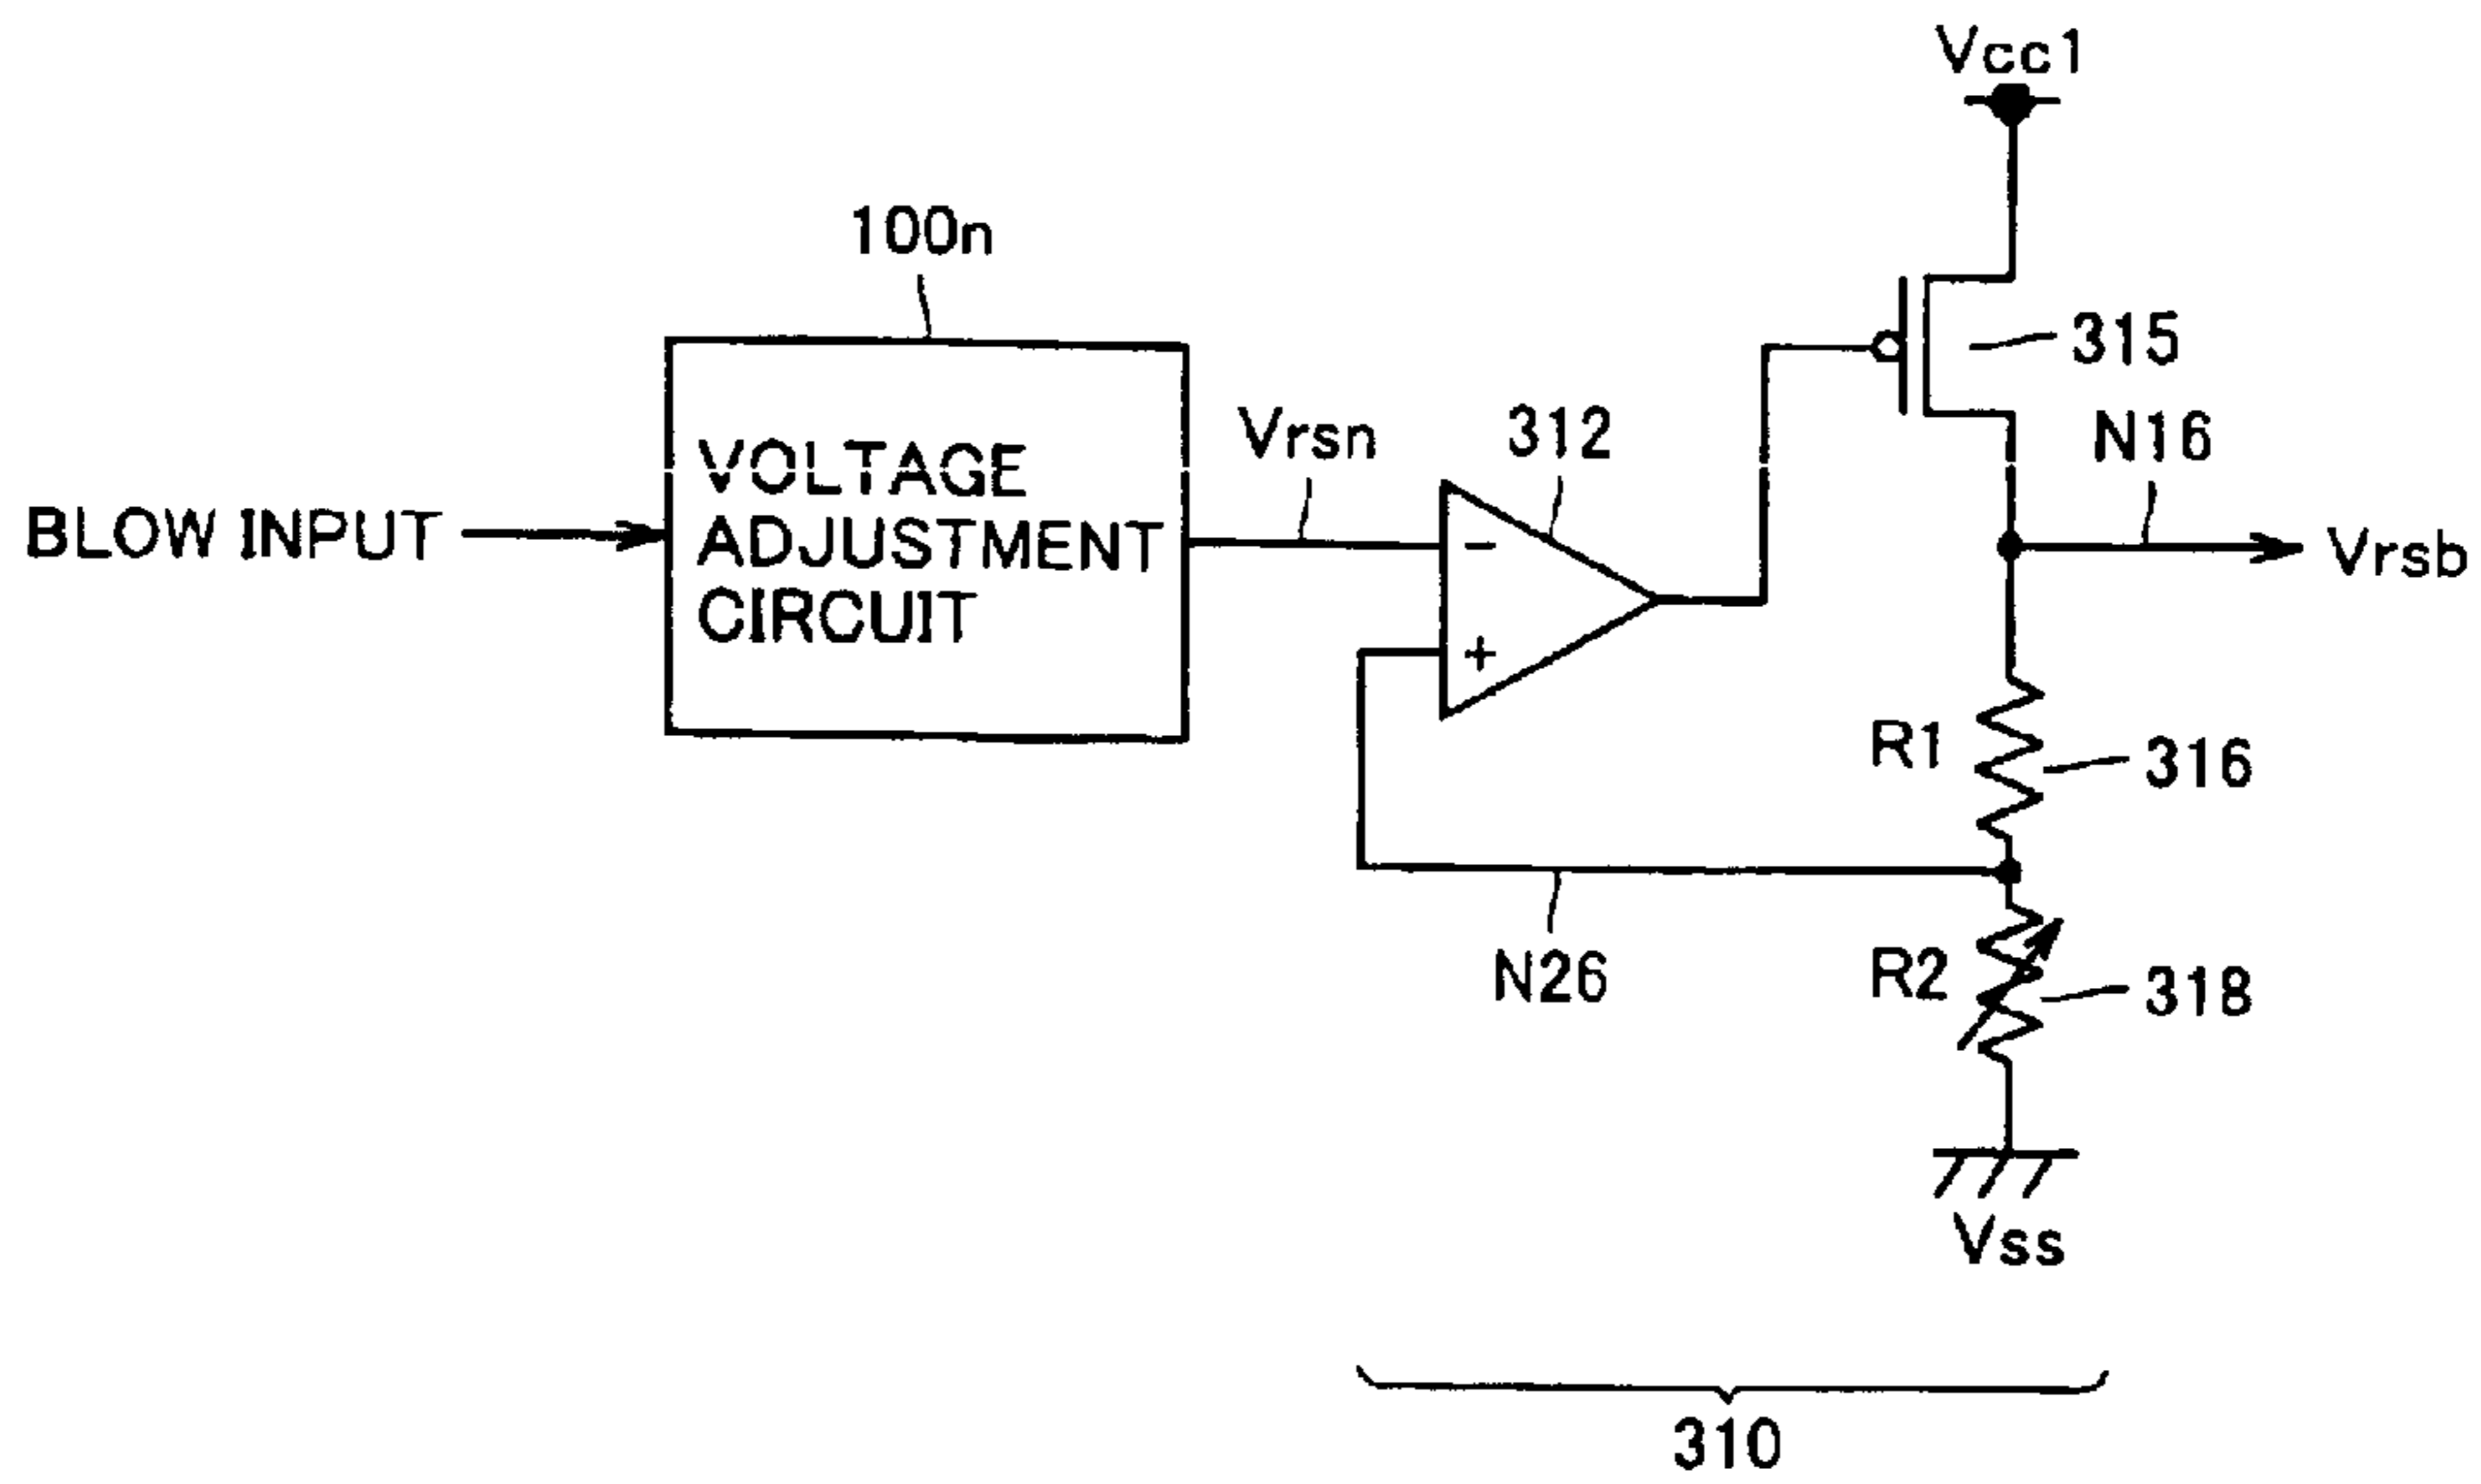 Vcc1
100n
315
Vrsn
312
N16
VOLTAGE
ADJUSTMENT
CIRCUIT
BLOW INPUT
-
+
Vrsb
R1
316
N26
R2
318
Vss
310